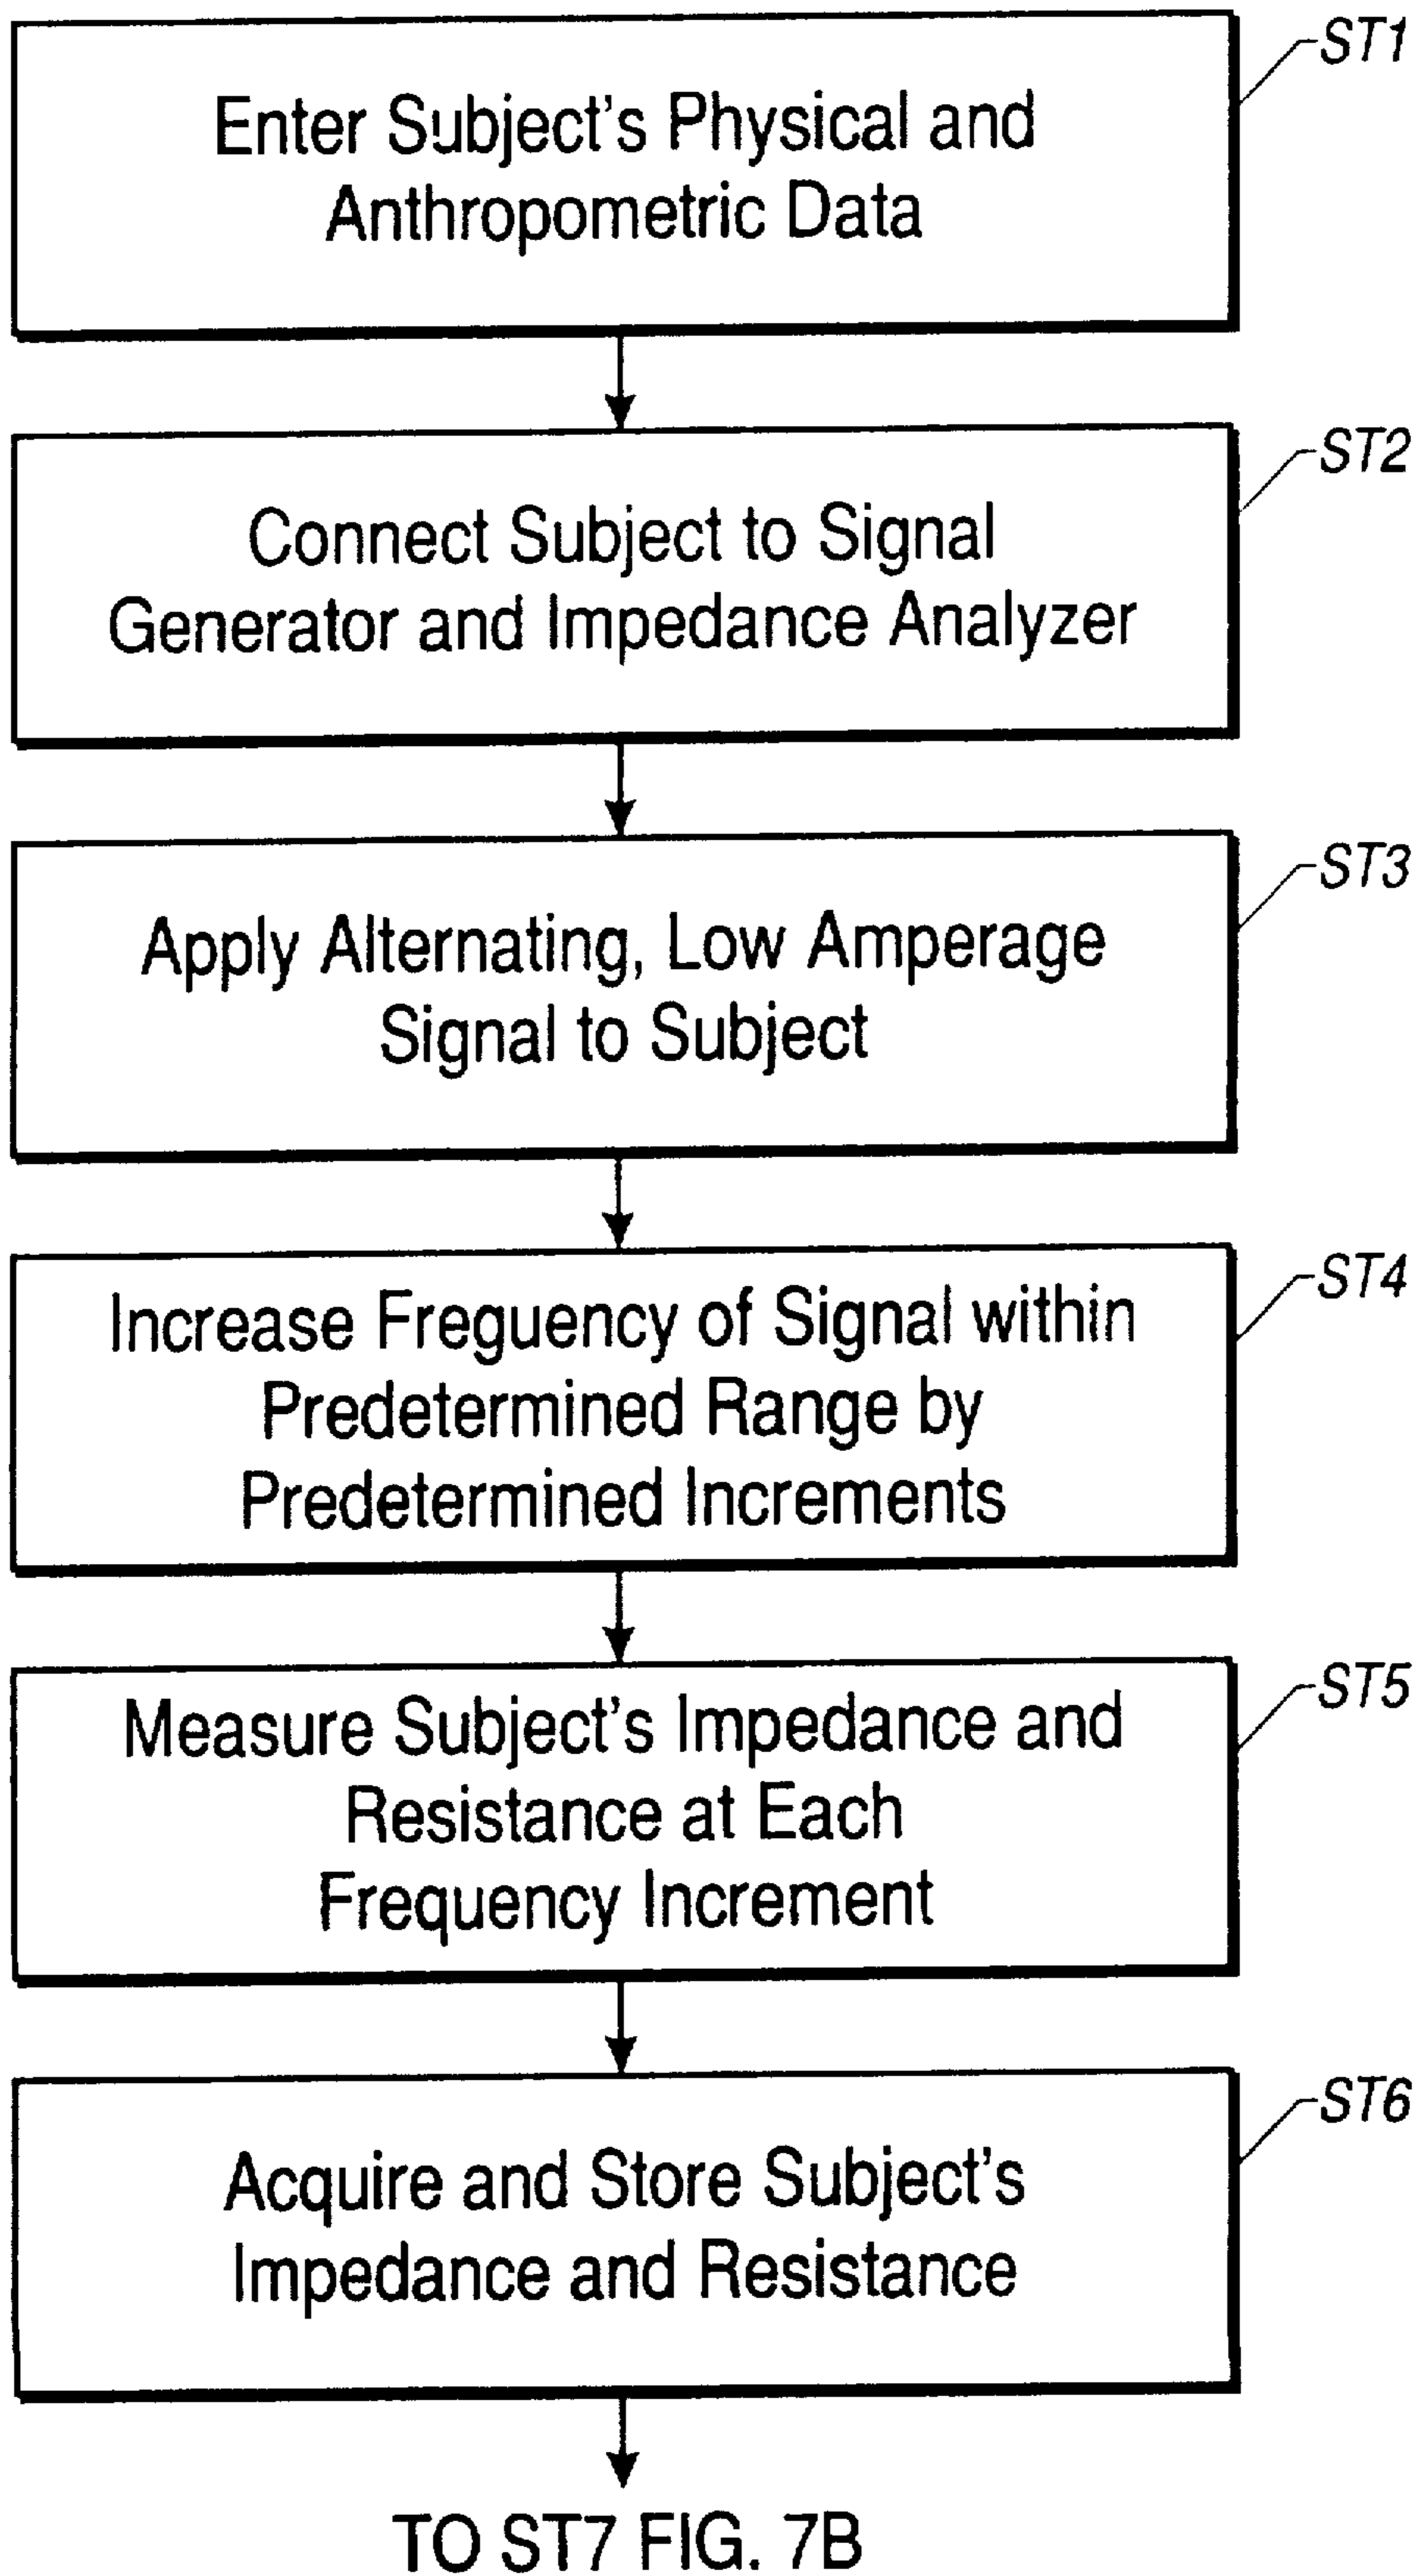 ST1
Enter Subject's Physical and
Anthropometric Data
ST2
Connect Subject to Signal
Generator and Impedance Analyzer
ST3
Apply Alternating, Low Amperage
Signal to Subject
ST4
Increase Freguency of Signal within
Predetermined Range by
Predetermined Increments
ST5
Measure Subject's Impedance and
Resistance at Each
Frequency Increment
ST6
Acquire and Store Subject's
Impedance and Resistance
TO ST7 FIG. 7B